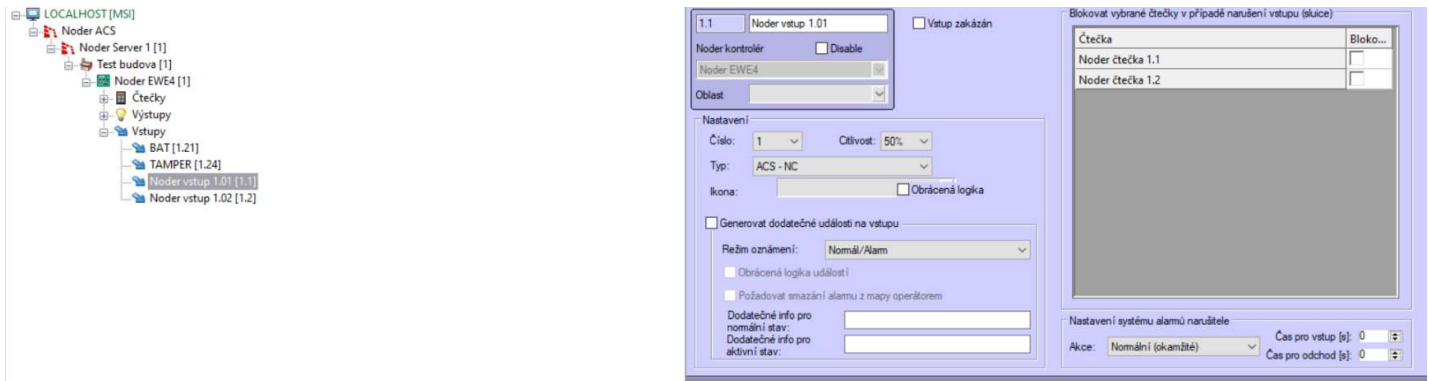 LOCALHOST [MSI]
Noder ACS
Noder Server 1 [1]
Test budova [1]
Noder EWE4 [1]
Čtečky
Výstupy
Vstupy
BAT [1.21]
TAMPER [1.24]
Noder vstup 1.01 [1.1]
Noder vstup 1.02 [1.2]
1.1 Noder vstup 1.01 Vstup zakázán
Noder kontrolér Disable
Noder EWE4
Oblast
Nastavení
Číslo: 1 Citlivost: 50%
Typ: ACS - NC
Ikona: Obrácená logika
Generovat dodatečné události na vstupu
Režim oznámení: Normál/Alarm
Obrácená logika událostí
Požadovat smazání alarmu z mapy operátorem
Dodatečné info pro
normální stav:
Dodatečné info pro
aktivní stav:
Blokovat vybrané čtečky v případě narušení vstupu (sluice)
Čtečka Bloko...
Noder čtečka 1.1
Noder čtečka 1.2
Nastavení systému alarmů narušitele
Akce: Normální (okamžité) Čas pro vstup [s]: 0
Čas pro odchod [s]: 0